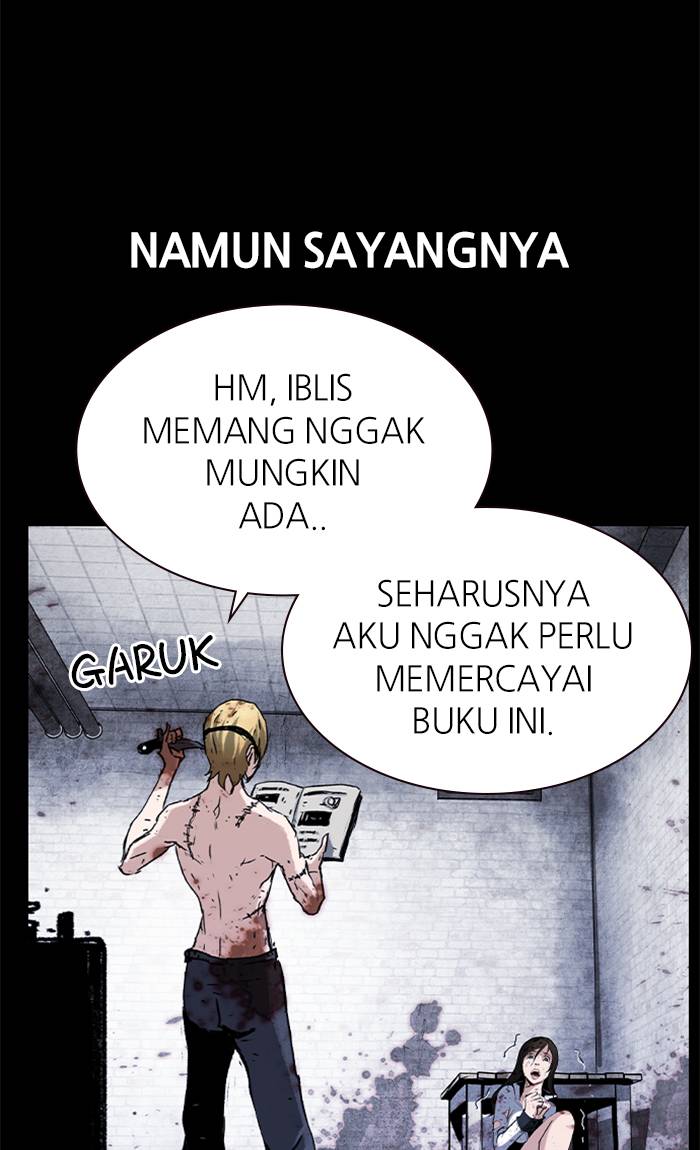 NAMUN SAYANGNYA
HM, IBLIS
MEMANG NGGAK
MUNGKIN
ADA..
SEHARUSNYA
AKU NGGAK PERLU
MEMERCAYAI
BUKU INI.
GARUK